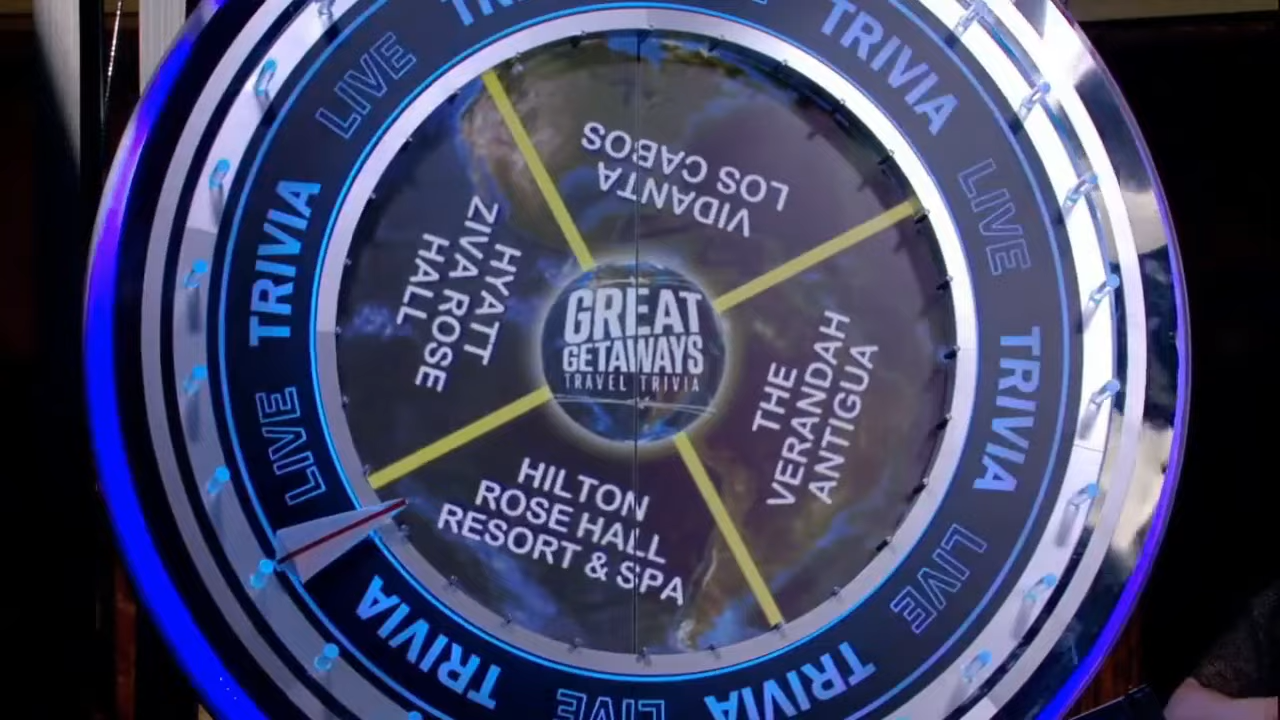 TRIVIA
LIVE
TRIVIA
LIVE
TRIVIA
LIVE
TRIVIA
LIVE
TRIVIA
LIVE
TRIVIA
LIVE
VIDANTA
LOS CABOS
HYATT
ZIVA ROSE
HALL
GREAT
GETAWAYS
TRAVEL TRIVIA
THE
VERANDAH
ANTIGUA
HILTON
ROSE HALL
RESORT & SPA